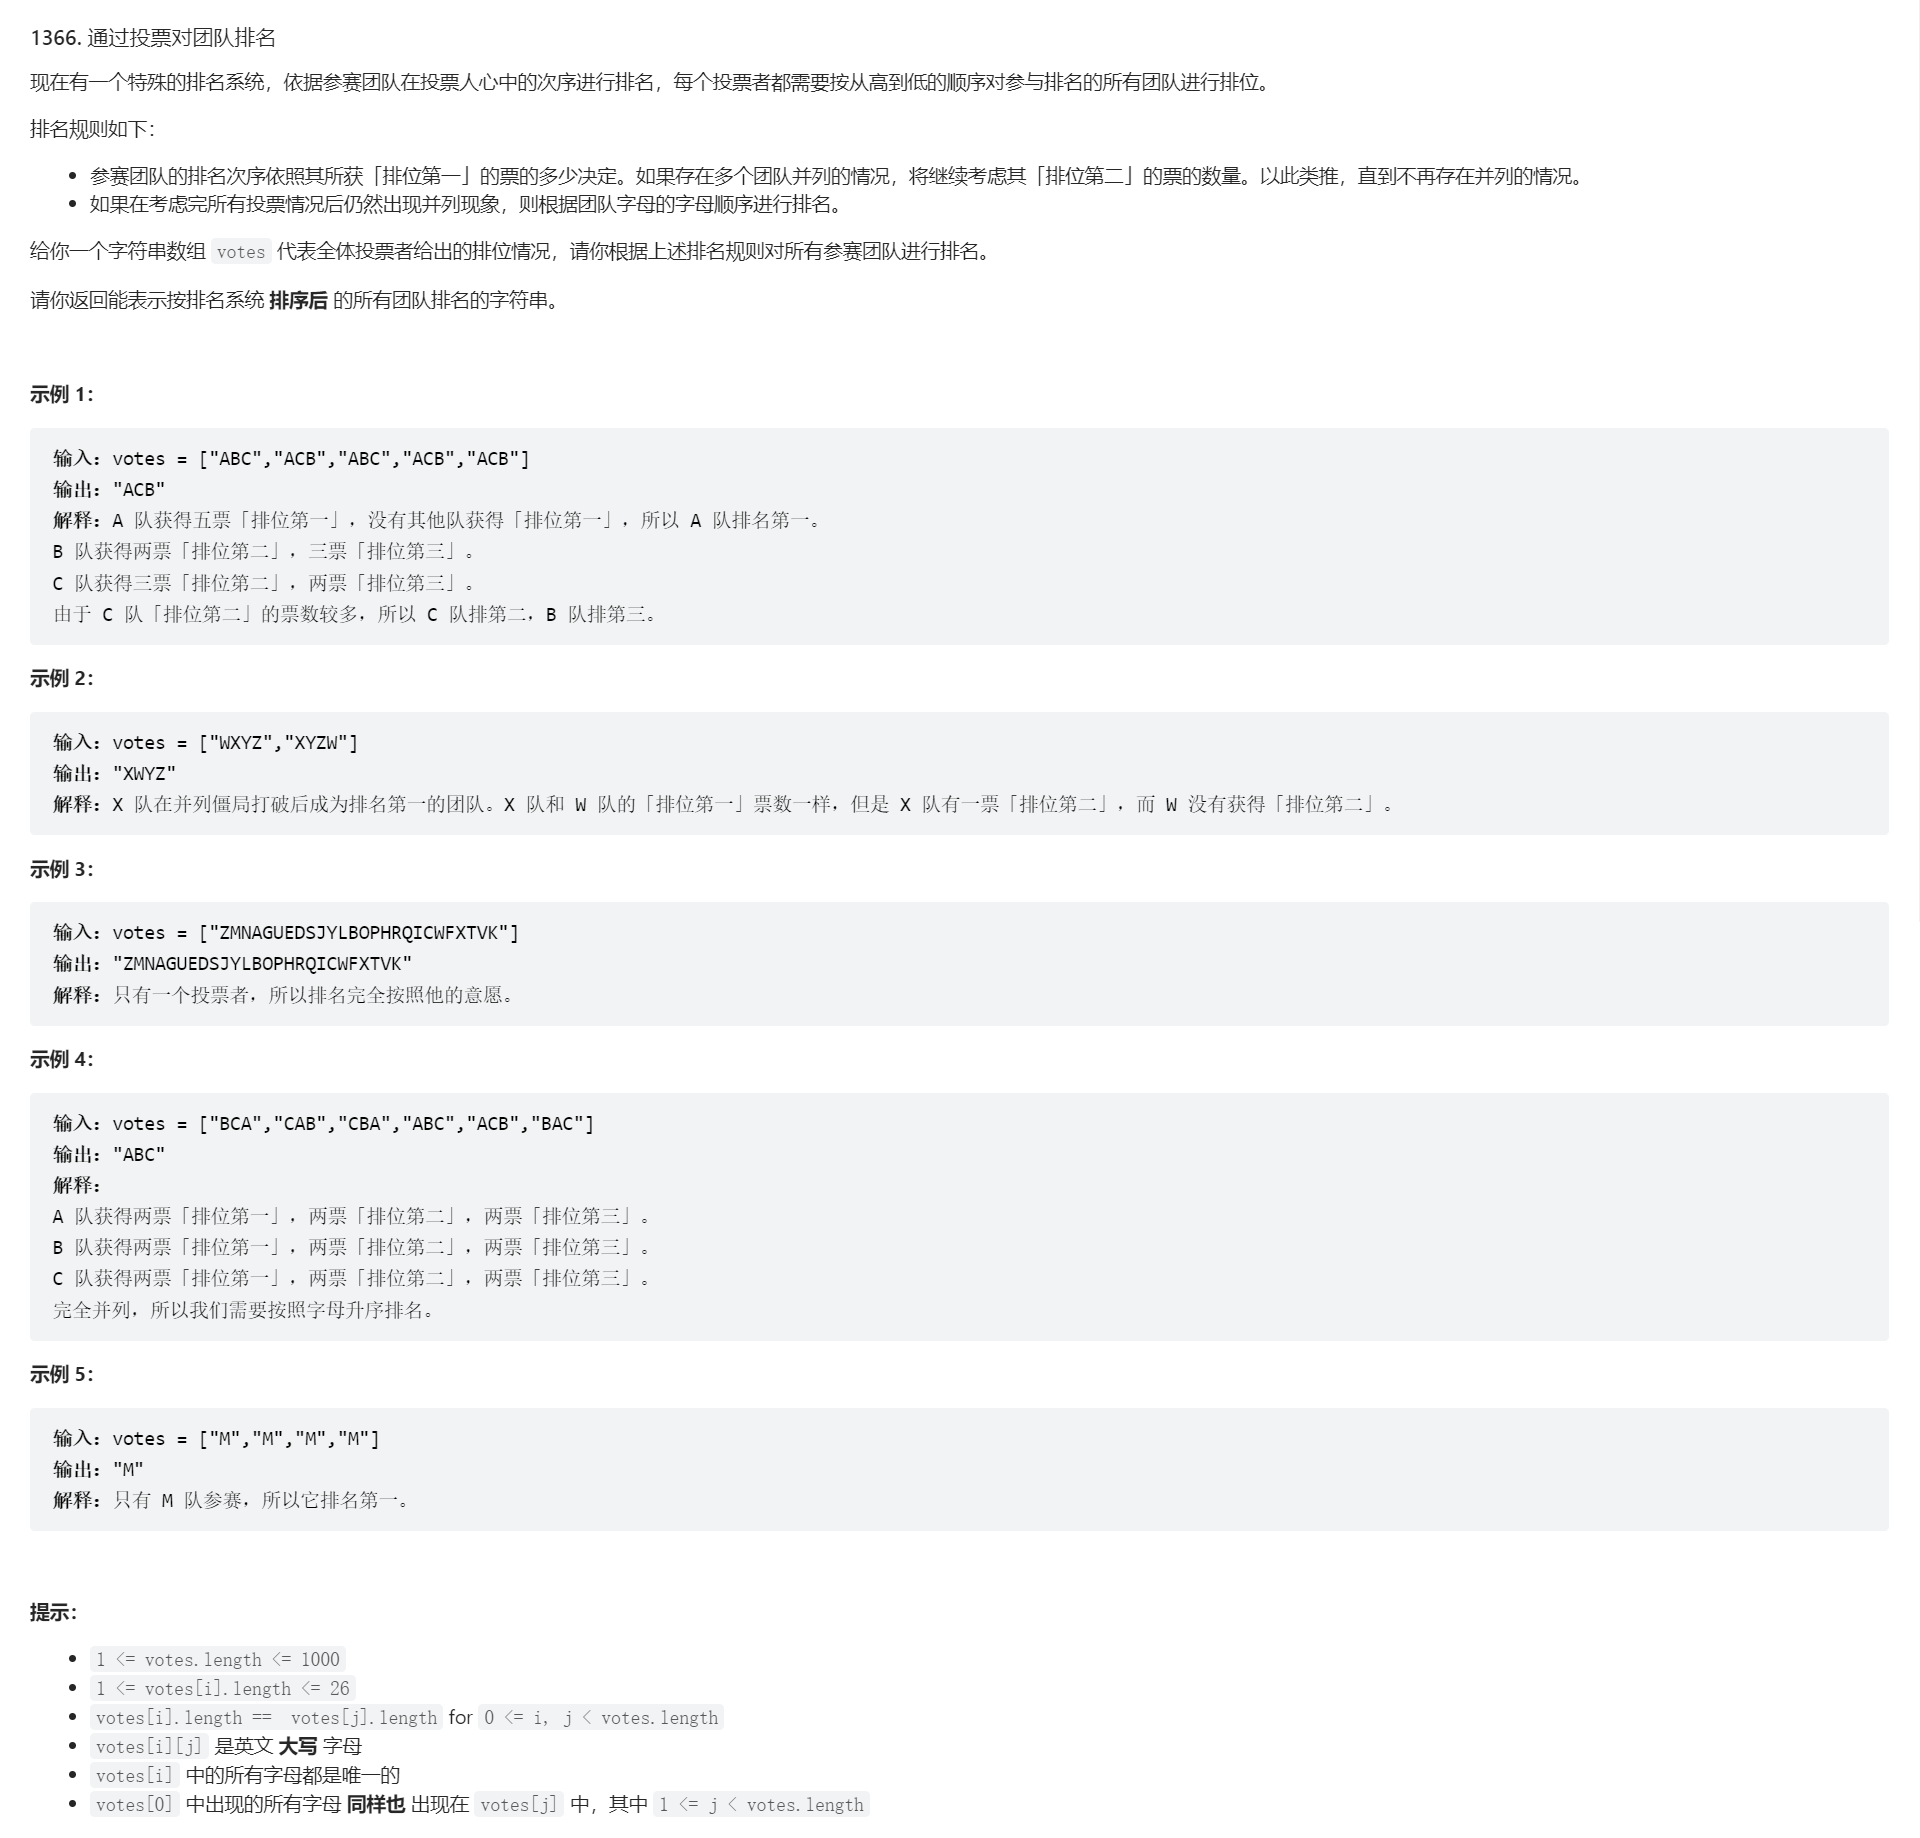 1366. 通过投票对团队排名
现在有一个特殊的排名系统，依据参赛团队在投票人心中的次序进行排名，每个投票者都需要按从高到低的顺序对参与排名的所有团队进行排位。
排名规则如下：
• 参赛团队的排名次序依照其所获「排位第一」的票的多少决定。如果存在多个团队并列的情况，将继续考虑其「排位第二」的票的数量。以此类推，直到不再存在并列的情况。
• 如果在考虑完所有投票情况后仍然出现并列现象，则根据团队字母的字母顺序进行排名。
给你一个字符串数组 votes 代表全体投票者给出的排位情况，请你根据上述排名规则对所有参赛团队进行排名。
请你返回能表示按排名系统 排序后 的所有团队排名的字符串。
示例 1：
输入：votes = ["ABC","ACB","ABC","ACB","ACB"]
输出："ACB"
解释：A 队获得五票「排位第一」，没有其他队获得「排位第一」，所以 A 队排名第一。
B 队获得两票「排位第二」，三票「排位第三」。
C 队获得三票「排位第二」，两票「排位第三」。
由于 C 队「排位第二」的票数较多，所以 C 队排第二，B 队排第三。
示例 2：
输入：votes = ["WXYZ","XYZW"]
输出："XWYZ"
解释：X 队在并列僵局打破后成为排名第一的团队。X 队和 W 队的「排位第一」票数一样，但是 X 队有一票「排位第二」，而 W 没有获得「排位第二」。
示例 3：
输入：votes = ["ZMNAGUEDSJYLBOPHRQICWFXTVK"]
输出："ZMNAGUEDSJYLBOPHRQICWFXTVK"
解释：只有一个投票者，所以排名完全按照他的意愿。
示例 4：
输入：votes = ["BCA","CAB","CBA","ABC","ACB","BAC"]
输出："ABC"
解释：
A 队获得两票「排位第一」，两票「排位第二」，两票「排位第三」。
B 队获得两票「排位第一」，两票「排位第二」，两票「排位第三」。
C 队获得两票「排位第一」，两票「排位第二」，两票「排位第三」。
完全并列，所以我们需要按照字母升序排名。
示例 5：
输入：votes = ["M","M","M","M"]
输出："M"
解释：只有 M 队参赛，所以它排名第一。
提示：
• 1 <= votes.length <= 1000
• 1 <= votes[i].length <= 26
• votes[i].length == votes[j].length for 0 <= i, j < votes.length
• votes[i][j] 是英文 大写 字母
• votes[i] 中的所有字母都是唯一的
• votes[0] 中出现的所有字母 同样也 出现在 votes[j] 中，其中 1 <= j < votes.length